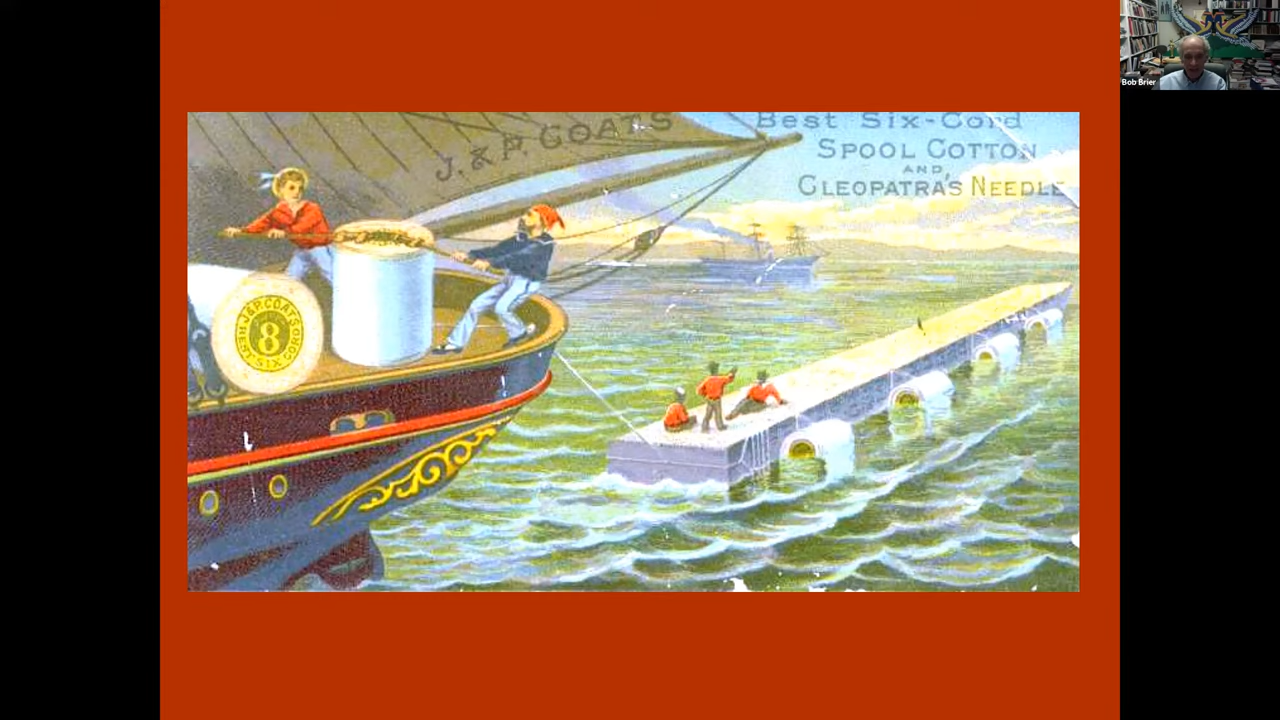 J. & P. COATS
Best Six-Cord
SPOOL COTTON
AND
CLEOPATRA'S NEEDLE
J. & P. COATS
8
BEST SIX CORD
Bob Brier